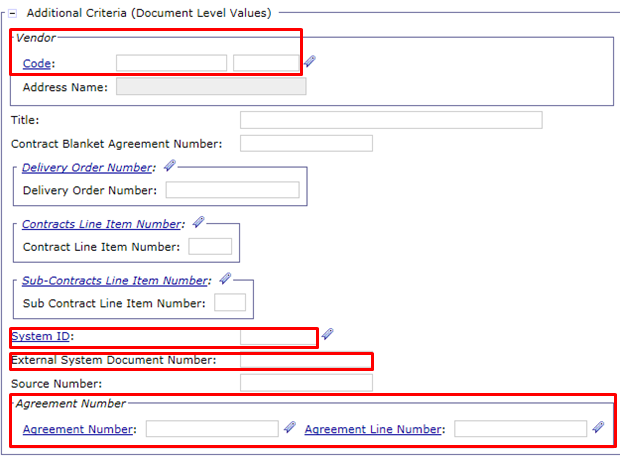 Additional Criteria (Document Level Values)
Vendor
Code:
Address Name:
Title:
Contract Blanket Agreement Number:
Delivery Order Number:
Delivery Order Number:
Contracts Line Item Number:
Contract Line Item Number:
Sub-Contracts Line Item Number:
Sub Contract Line Item Number:
System ID:
External System Document Number:
Source Number:
Agreement Number
Agreement Number: Agreement Line Number: